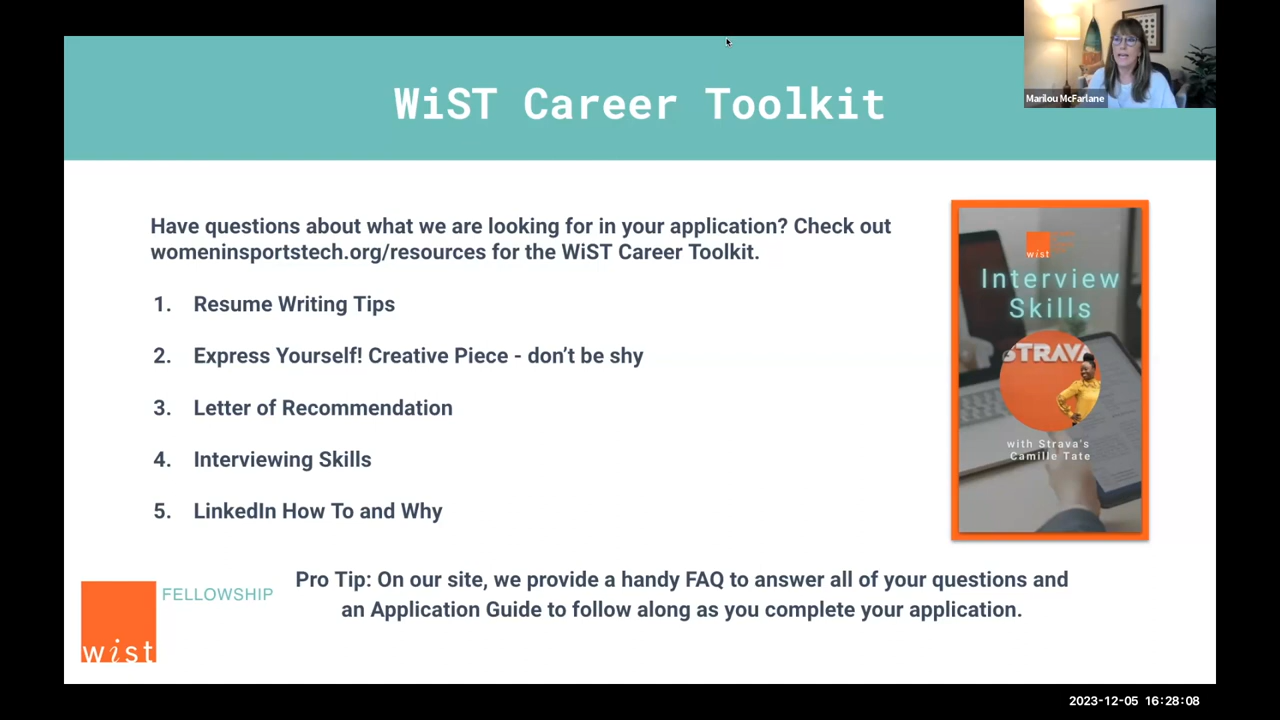 WiST Career Toolkit
Marilou McFarlane
Have questions about what we are looking for in your application? Check out
womeninsportstech.org/resources for the WiST Career Toolkit.
1. Resume Writing Tips
2. Express Yourself! Creative Piece - don’t be shy
3. Letter of Recommendation
4. Interviewing Skills
5. LinkedIn How To and Why
wist
Interview
Skills
STRAVA
with Strava's
Camille Tate
FELLOWSHIP
wist
Pro Tip: On our site, we provide a handy FAQ to answer all of your questions and
an Application Guide to follow along as you complete your application.
2023-12-05 16:28:08